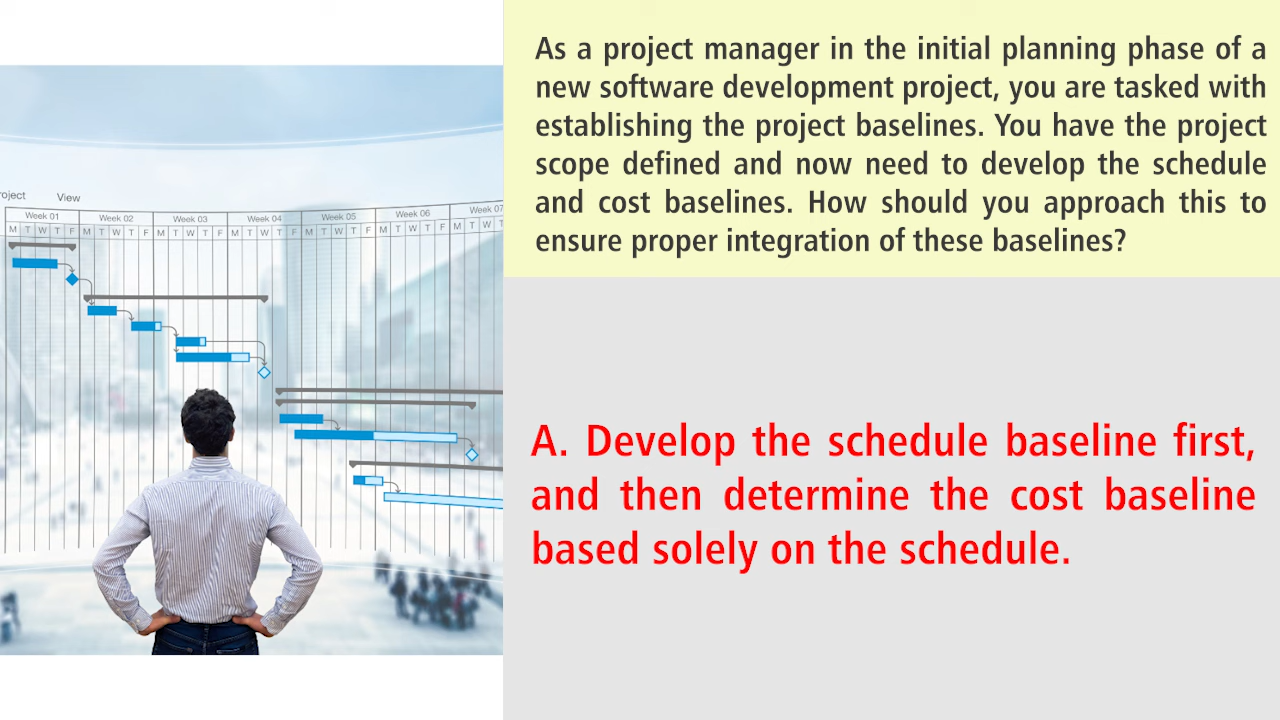 As a project manager in the initial planning phase of a
new software development project, you are tasked with
establishing the project baselines. You have the project
scope defined and now need to develop the schedule
and cost baselines. How should you approach this to
ensure proper integration of these baselines?
A. Develop the schedule baseline first,
and then determine the cost baseline
based solely on the schedule.
roject View
Week 01 Week 02 Week 03 Week 04 Week 05 Week 06 Week 07
M T W T F M T W T F M T W T F M T W T F M T W T F M T W T F M T W T